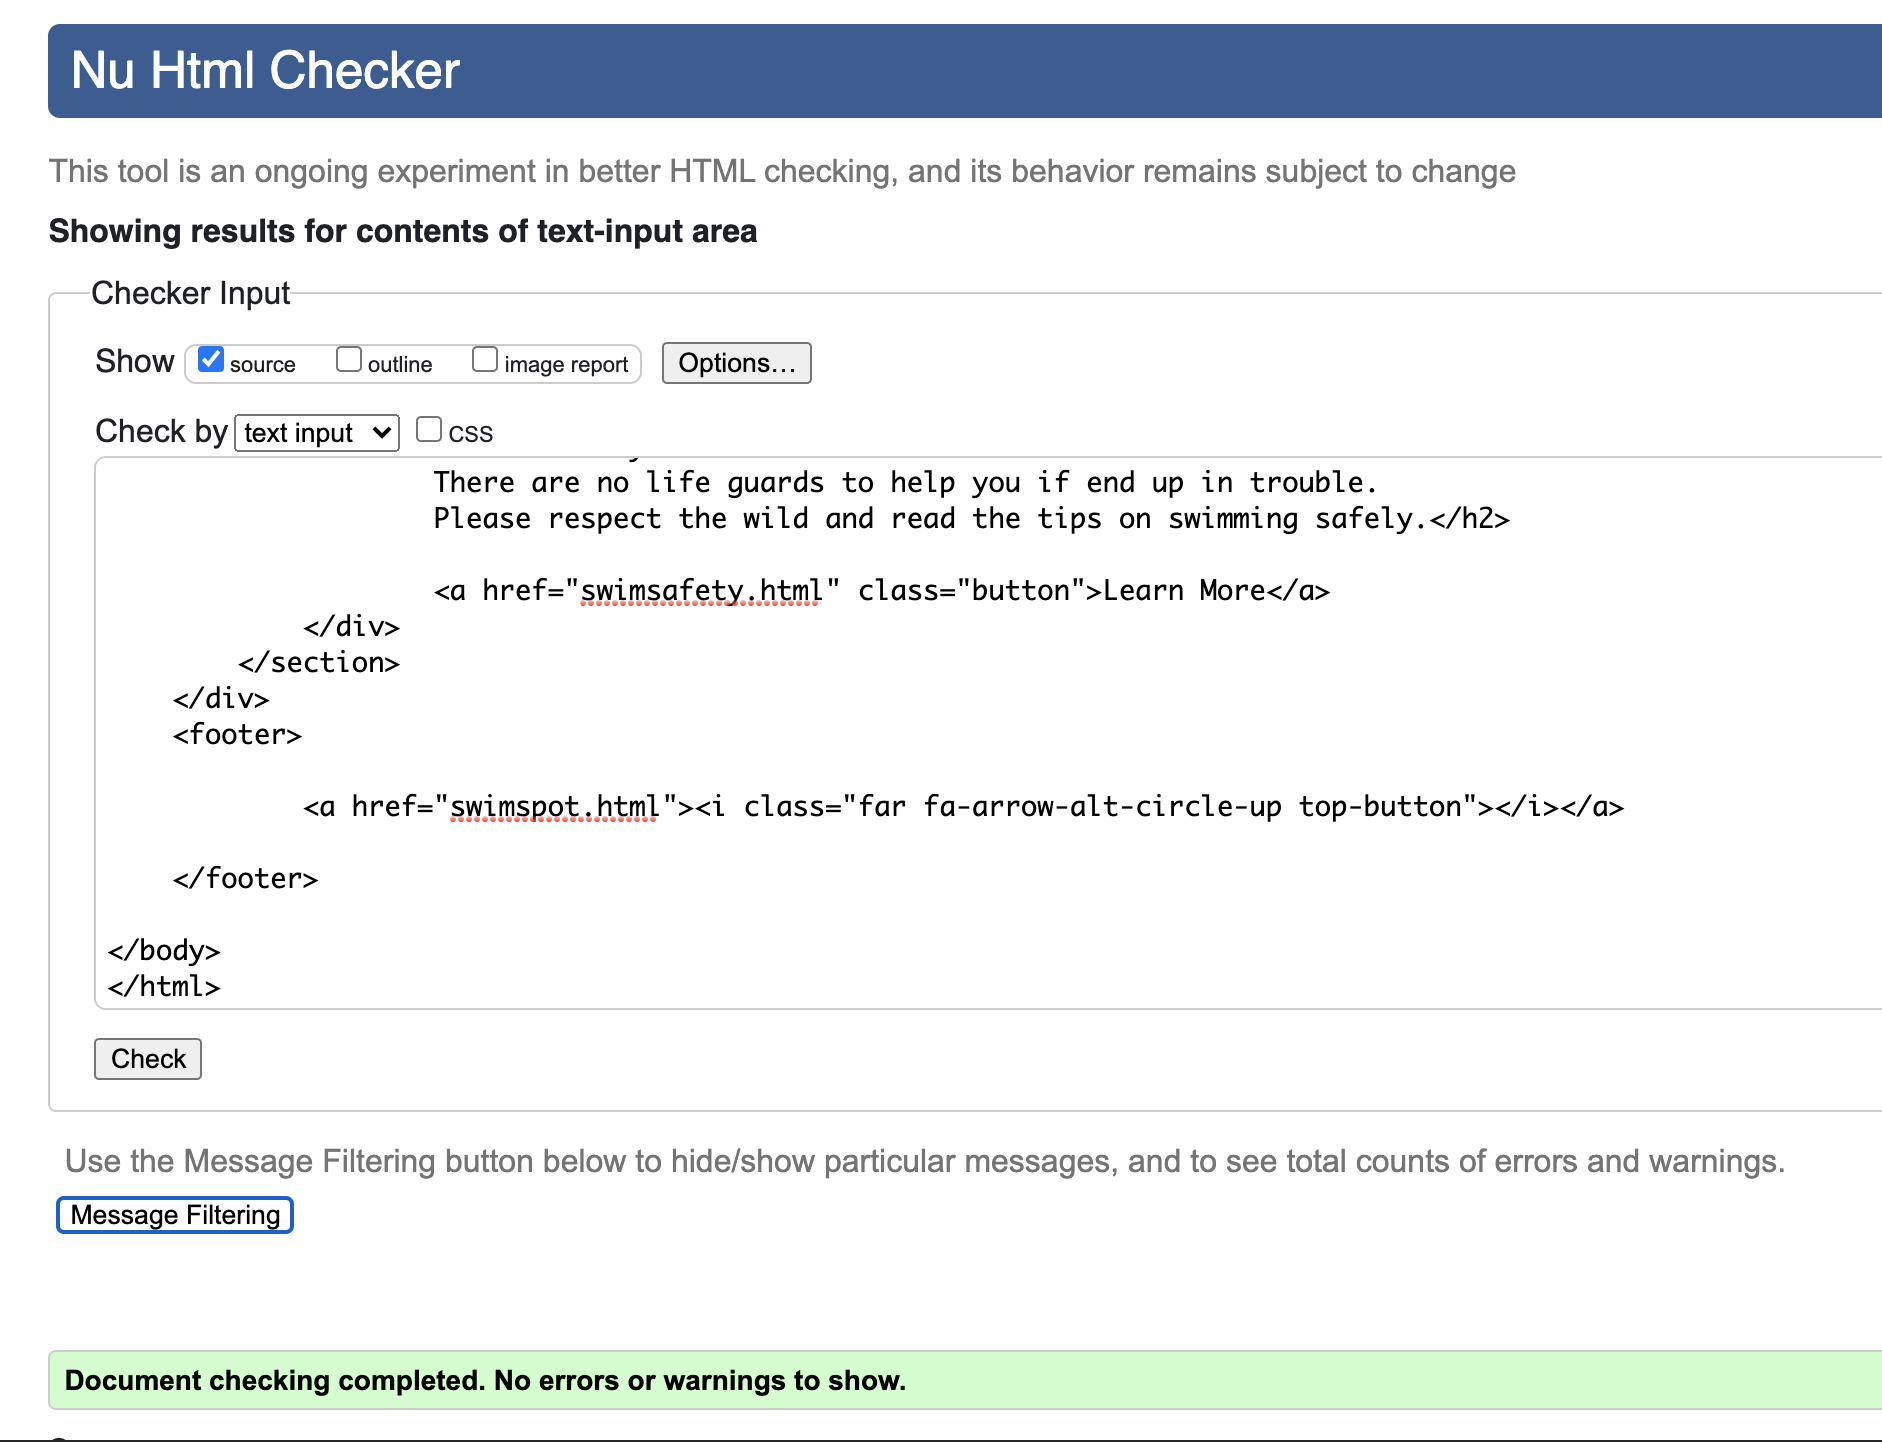 Nu Html Checker
This tool is an ongoing experiment in better HTML checking, and its behavior remains subject to change
Showing results for contents of text-input area
Checker Input
Show source outline image report Options...
Check by text input CSS
There are no life guards to help you if end up in trouble.
Please respect the wild and read the tips on swimming safely.</h2>
<a href="swimsafety.html" class="button">Learn More</a>
</div>
</section>
</div>
<footer>
<a href="swimspot.html"><i class="far fa-arrow-alt-circle-up top-button"></i></a>
</footer>
</body>
</html>
Check
Use the Message Filtering button below to hide/show particular messages, and to see total counts of errors and warnings.
Message Filtering
Document checking completed. No errors or warnings to show.